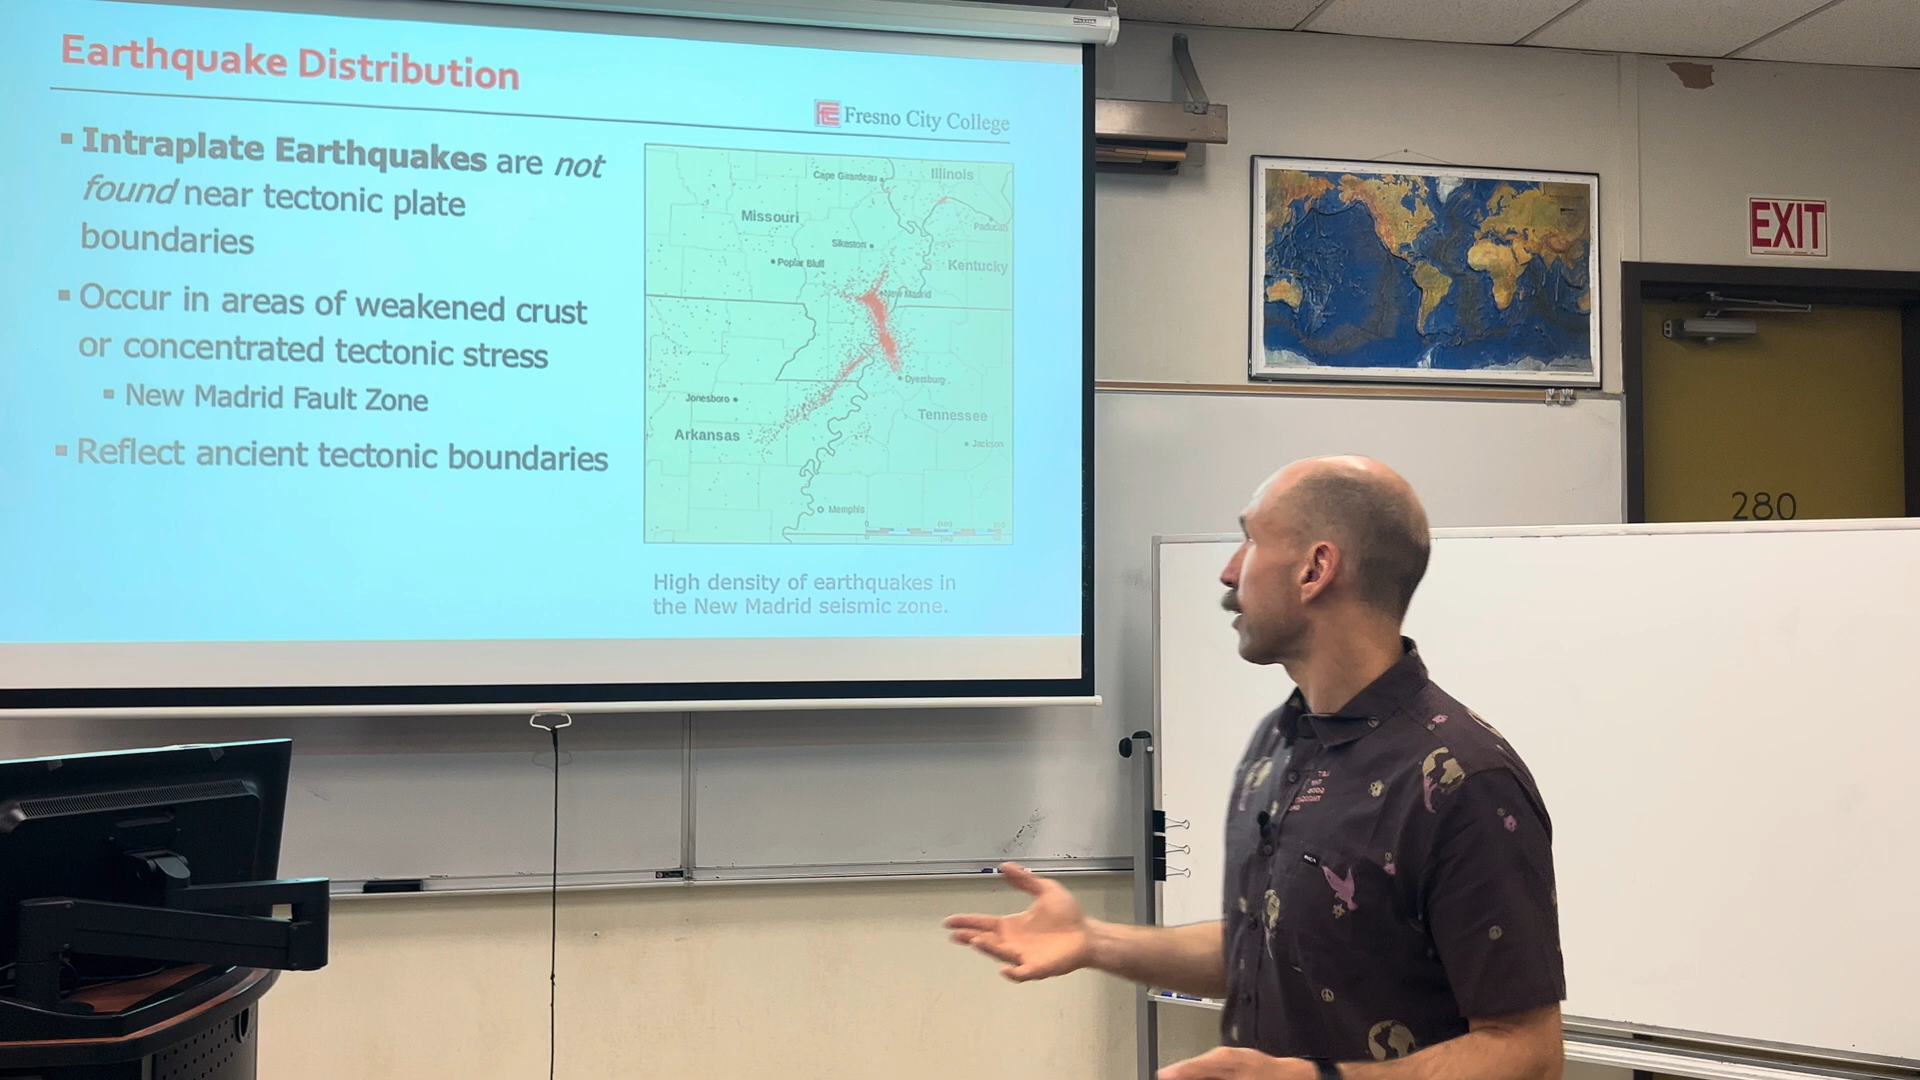 Earthquake Distribution
Fresno City College
▪ Intraplate Earthquakes are not
found near tectonic plate
boundaries
▪ Occur in areas of weakened crust
or concentrated tectonic stress
▪ New Madrid Fault Zone
▪ Reflect ancient tectonic boundaries
Cape Girardeau
Illinois
Missouri
Paducah
Sikeston
Poplar Bluff
Kentucky
New Madrid
Dyersburg
Jonesboro
Tennessee
Arkansas
Jackson
Memphis
High density of earthquakes in
the New Madrid seismic zone.
EXIT
280